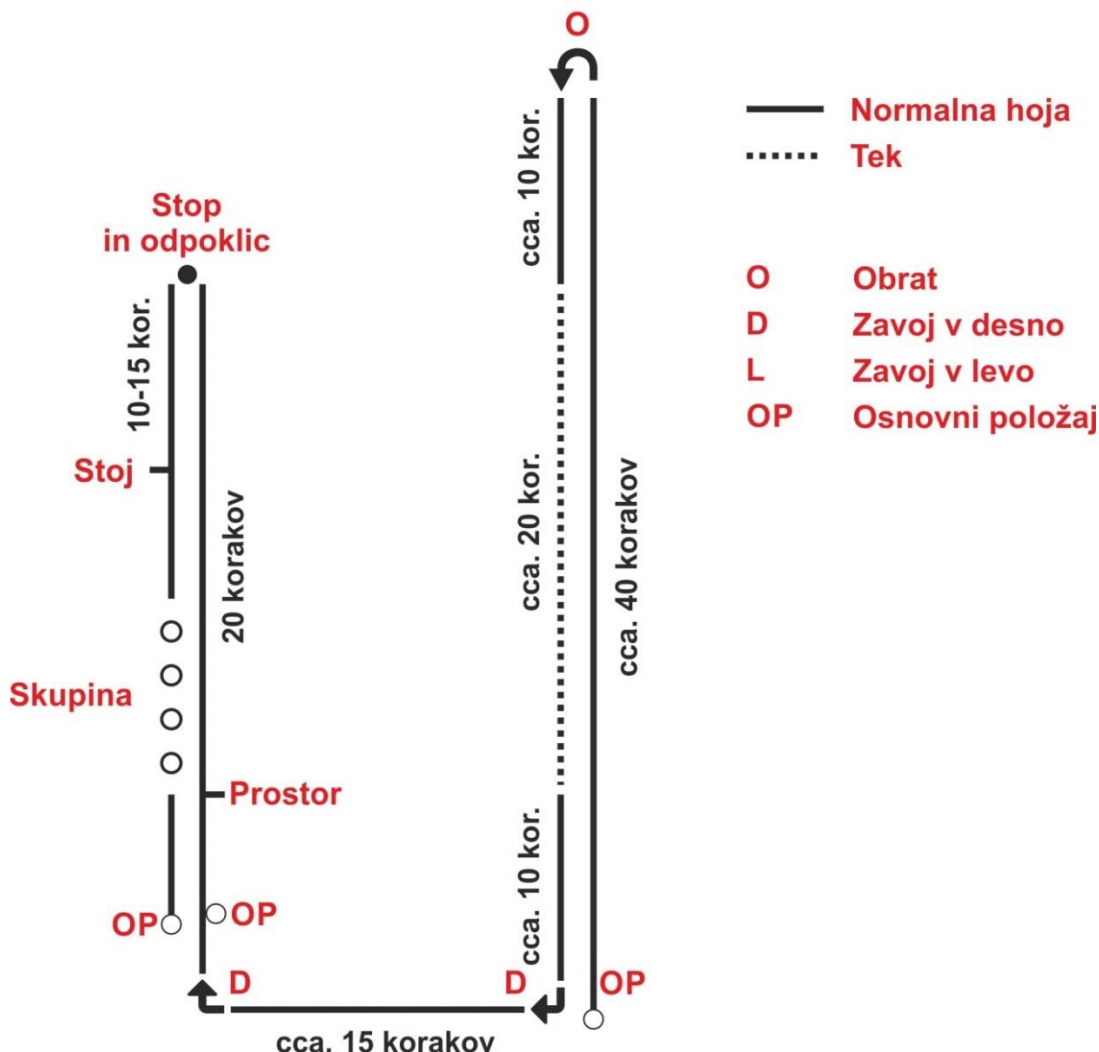 O
Normalna hoja
Tek
cca. 10 kor.
Stop
in odpoklic
10-15 kor.
O Obrat
D Zavoj v desno
L Zavoj v levo
OP Osnovni položaj
Stoj
20 korakov
cca. 20 kor.
cca. 40 korakov
Skupina
Prostor
cca. 10 kor.
OP
OP
D
D
OP
cca. 15 korakov